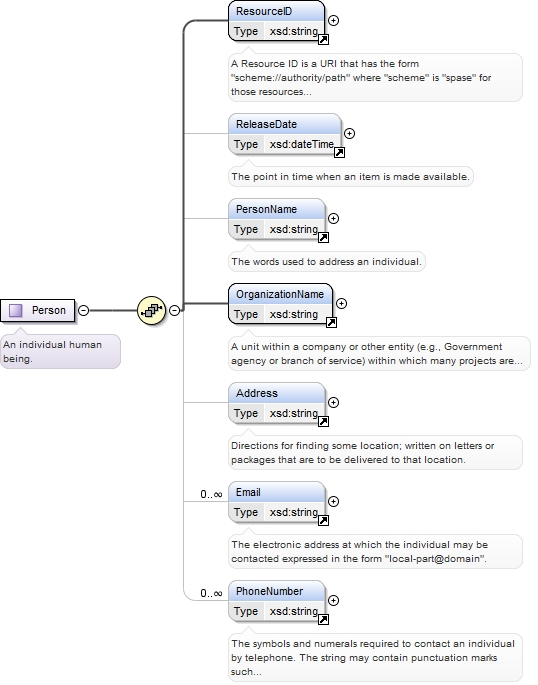 ResourceID
Type xsd:string
A Resource ID is a URI that has the form
"scheme://authority/path" where "scheme" is "spase" for
those resources...
ReleaseDate
Type xsd:dateTime
The point in time when an item is made available.
PersonName
Type xsd:string
The words used to address an individual.
Person
An individual human
being.
OrganizationName
Type xsd:string
A unit within a company or other entity (e.g., Government
agency or branch of service) within which many projects are...
Address
Type xsd:string
Directions for finding some location; written on letters or
packages that are to be delivered to that location.
0..∞
Email
Type xsd:string
The electronic address at which the individual may be
contacted expressed in the form "local-part@domain".
0..∞
PhoneNumber
Type xsd:string
The symbols and numerals required to contact an individual
by telephone. The string may contain punctuation marks
such...